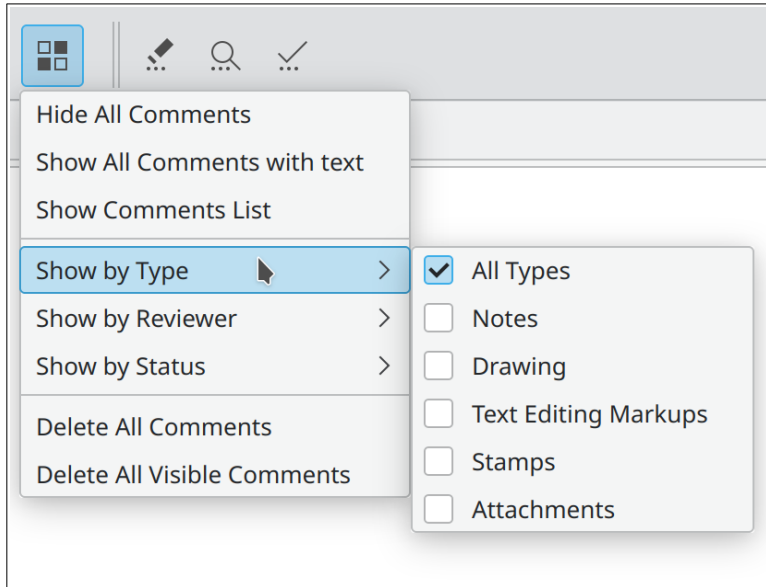 Hide All Comments
Show All Comments with text
Show Comments List
Show by Type
Show by Reviewer
Show by Status
Delete All Comments
Delete All Visible Comments
All Types
Notes
Drawing
Text Editing Markups
Stamps
Attachments